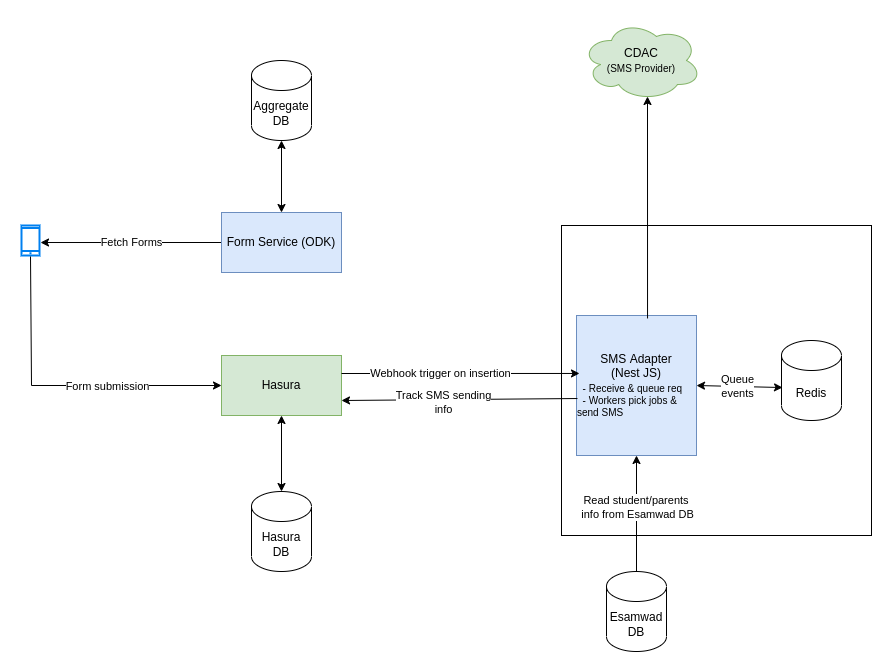 CDAC
(SMS Provider)
Aggregate
DB
Fetch Forms
Form Service (ODK)
Form submission
Hasura
Webhook trigger on insertion
Track SMS sending
info
SMS Adapter
(Nest JS)
- Receive & queue req
- Workers pick jobs &
send SMS
Queue
events
Redis
Hasura
DB
Read student/parents
info from Esamwad DB
Esamwad
DB